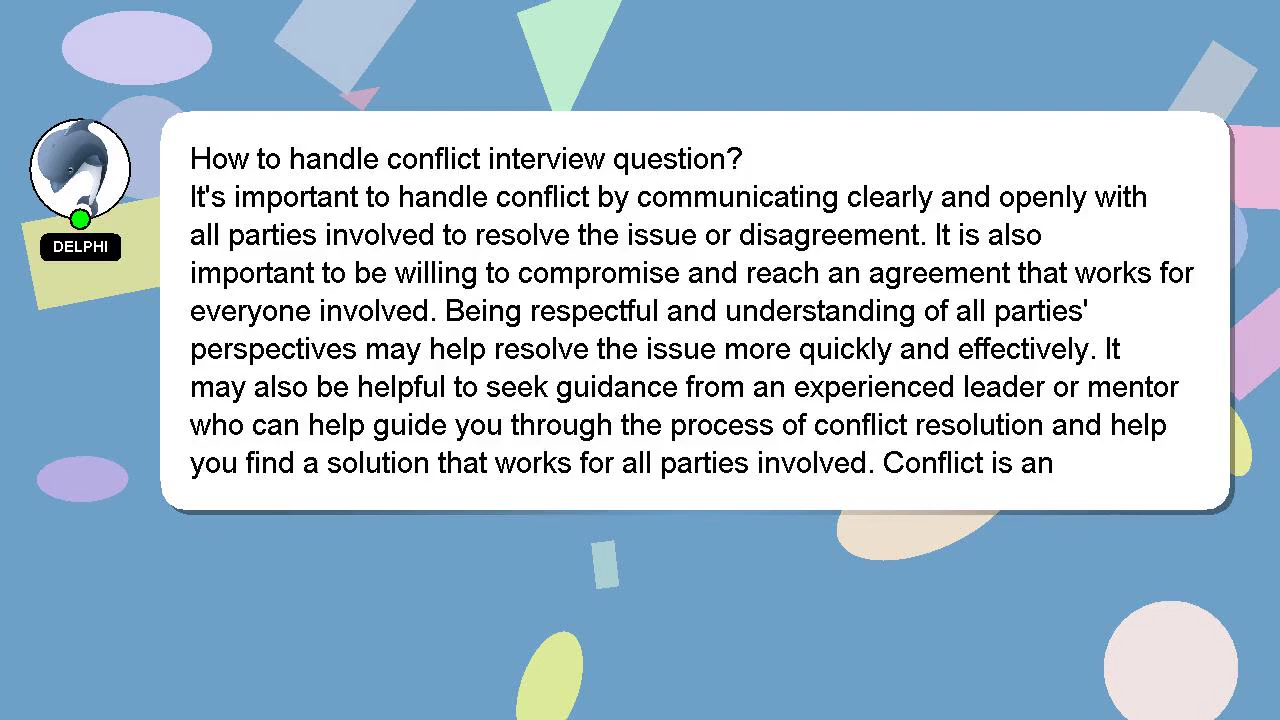 How to handle conflict interview question?
It's important to handle conflict by communicating clearly and openly with
all parties involved to resolve the issue or disagreement. It is also
important to be willing to compromise and reach an agreement that works for
everyone involved. Being respectful and understanding of all parties'
perspectives may help resolve the issue more quickly and effectively. It
may also be helpful to seek guidance from an experienced leader or mentor
who can help guide you through the process of conflict resolution and help
you find a solution that works for all parties involved. Conflict is an
DELPHI